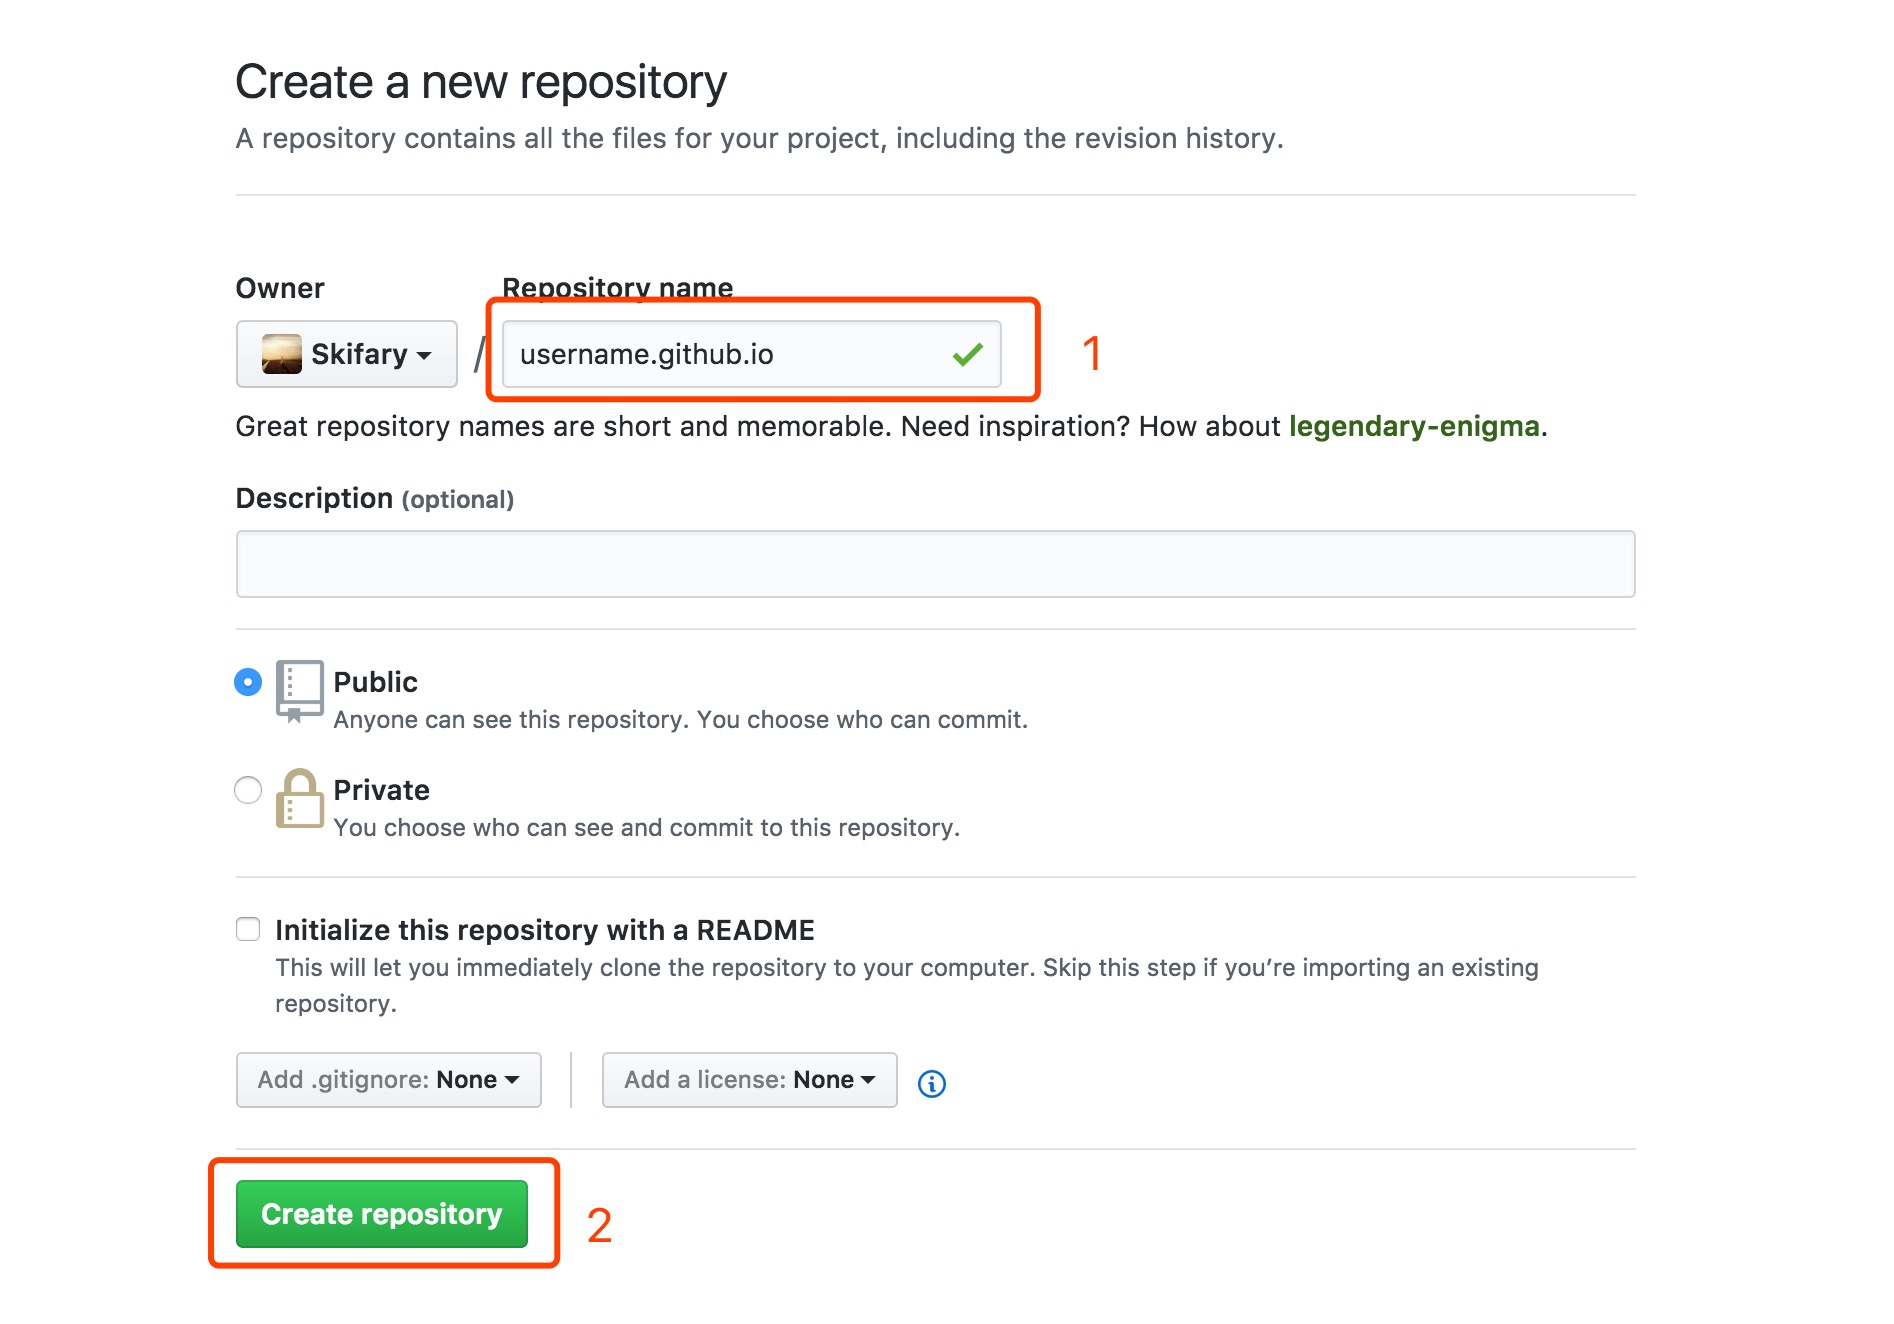 Create a new repository
A repository contains all the files for your project, including the revision history.
Owner
Repository name
Skifary / username.github.io
1
Great repository names are short and memorable. Need inspiration? How about legendary-enigma.
Description (optional)
Public
Anyone can see this repository. You choose who can commit.
Private
You choose who can see and commit to this repository.
Initialize this repository with a README
This will let you immediately clone the repository to your computer. Skip this step if you’re importing an existing
repository.
Add .gitignore: None
Add a license: None
Create repository
2